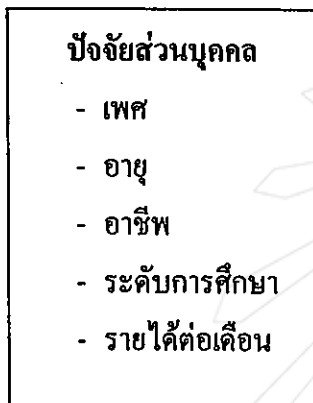 ปัจจัยส่วนบุคคล
- เพศ
- อายุ
- อาชีพ
- ระดับการศึกษา
- รายได้ต่อเดือน